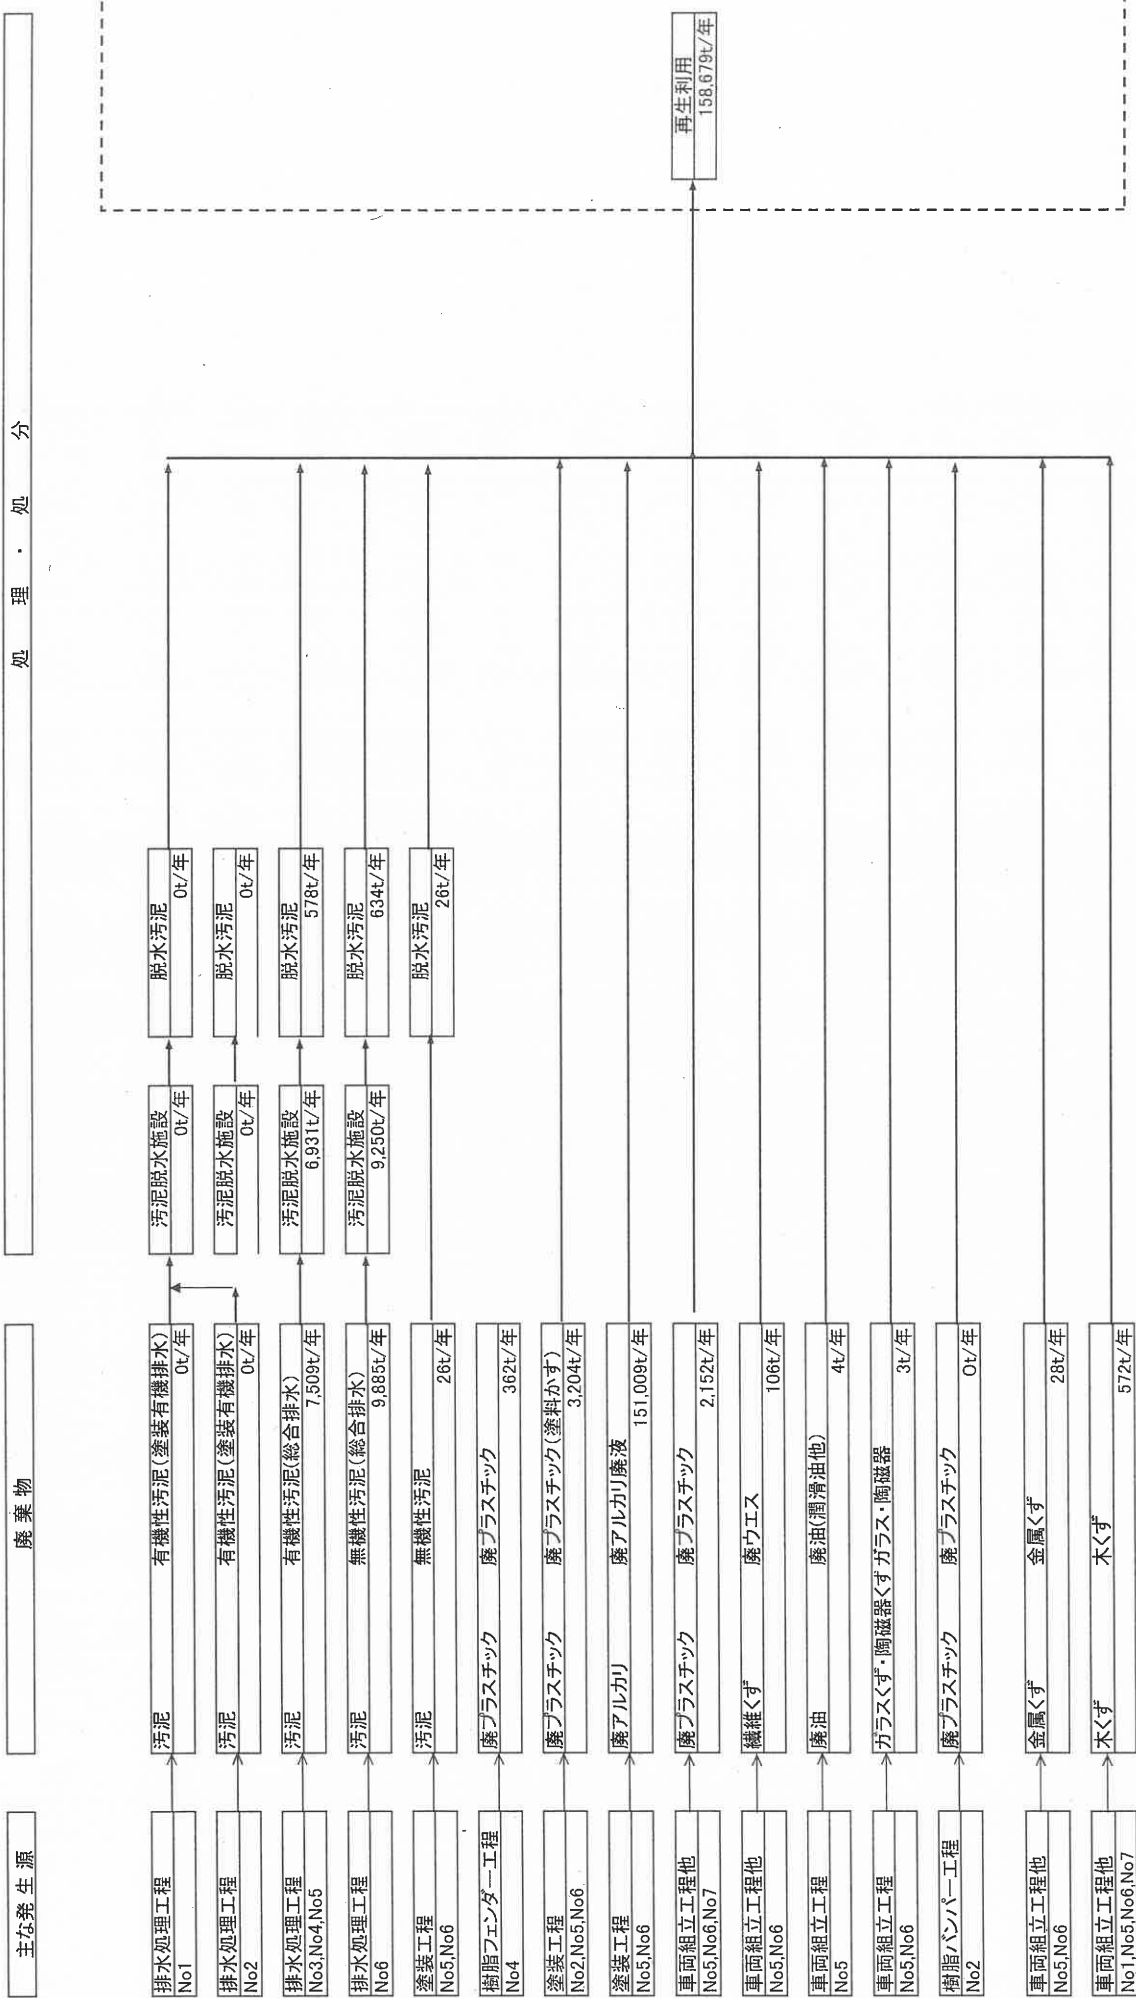 主な発生源
廃棄物
処理・処分
排水処理工程
No1
汚泥 有機性汚泥(塗装有機排水)
0t/年
汚泥脱水施設
0t/年
脱水汚泥
0t/年
排水処理工程
No2
汚泥 有機性汚泥(塗装有機排水)
0t/年
汚泥脱水施設
0t/年
脱水汚泥
0t/年
排水処理工程
No3,No4,No5
汚泥 有機性汚泥(総合排水)
7,509t/年
汚泥脱水施設
6,931t/年
脱水汚泥
578t/年
排水処理工程
No6
汚泥 無機性汚泥(総合排水)
9,885t/年
汚泥脱水施設
9,250t/年
脱水汚泥
634t/年
塗装工程
No5,No6
汚泥 無機性汚泥
26t/年
脱水汚泥
26t/年
樹脂フェンダー工程
No4
廃プラスチック 廃プラスチック
362t/年
塗装工程
No2,No5,No6
廃プラスチック 廃プラスチック(塗料かす)
3,204t/年
塗装工程
No5,No6
廃アルカリ 廃アルカリ廃液
151,009t/年
車両組立工程他
No5,No6,No7
廃プラスチック 廃プラスチック
2,152t/年
再生利用
158,679t/年
車両組立工程他
No5,No6
繊維くず 廃ウエス
106t/年
車両組立工程
No5
廃油 廃油(潤滑油他)
4t/年
車両組立工程
No5,No6
ガラスくず・陶磁器くず ガラス・陶磁器
3t/年
樹脂バンパー工程
No2
廃プラスチック 廃プラスチック
0t/年
車両組立工程他
No5,No6
金属くず 金属くず
28t/年
車両組立工程他
No1,No5,No6,No7
木くず 木くず
572t/年